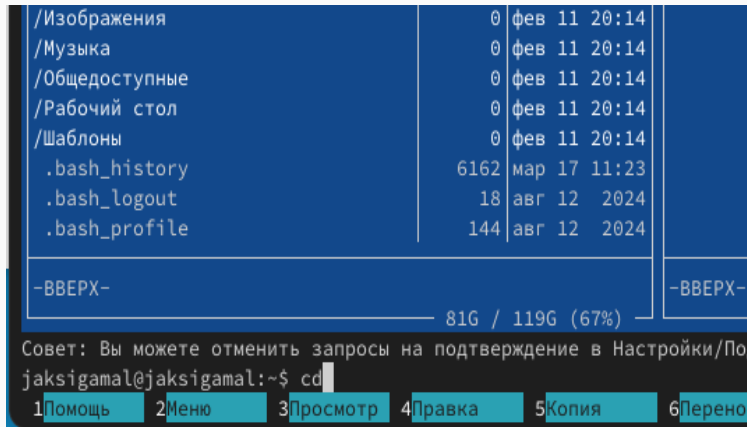 /Изображения 0 фев 11 20:14
/Музыка 0 фев 11 20:14
/Общедоступные 0 фев 11 20:14
/Рабочий стол 0 фев 11 20:14
/Шаблоны 0 фев 11 20:14
.bash_history 6162 мар 17 11:23
.bash_logout 18 авг 12 2024
.bash_profile 144 авг 12 2024
-ВВЕРХ- -ВВЕРХ-
81G / 119G (67%)
Совет: Вы можете отменить запросы на подтверждение в Настройки/По
jaksigamal@jaksigamal:~$ cd
1Помощь 2Меню 3Просмотр 4Правка 5Копия 6Перено